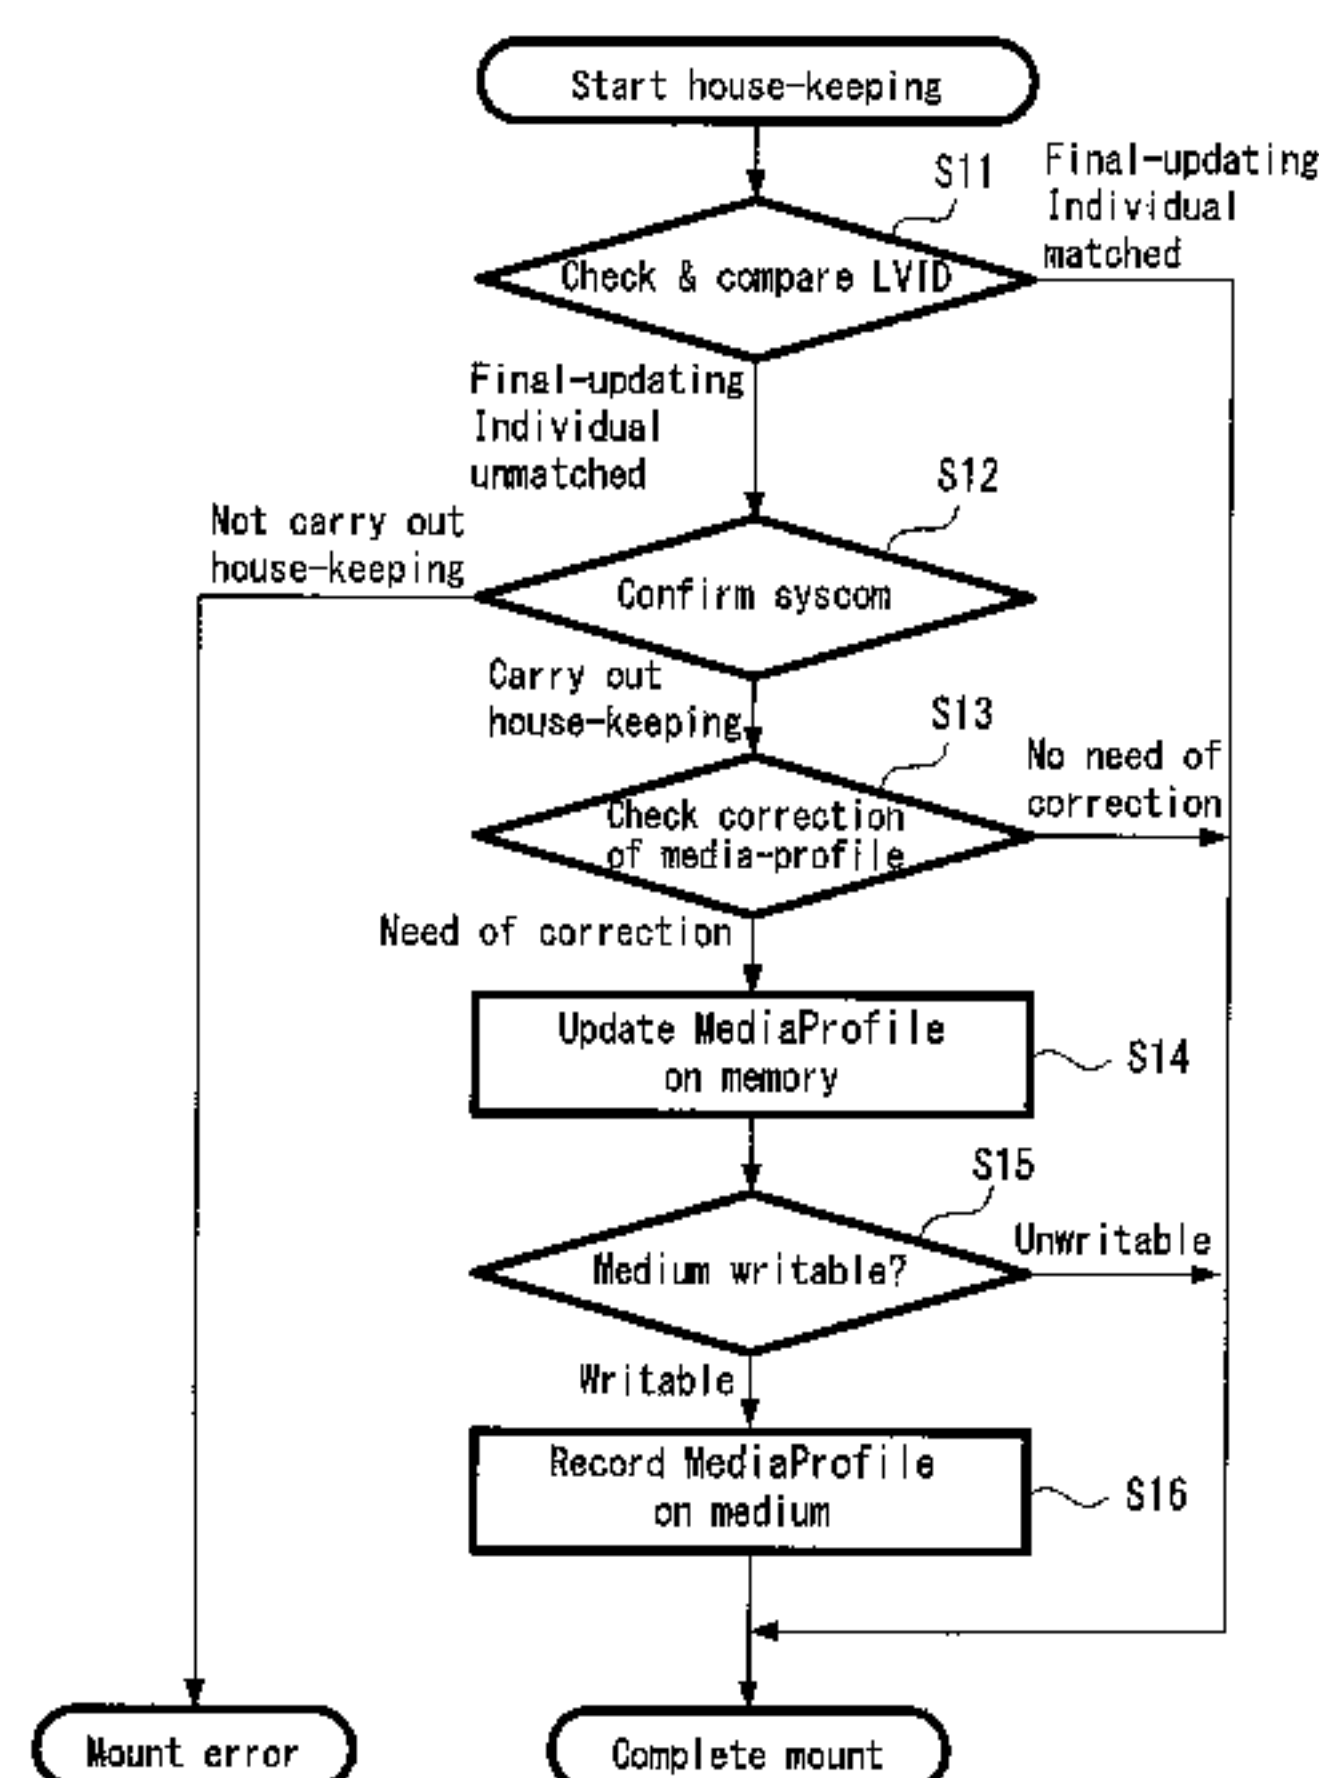 Start house-keeping
S11
Final-updating
Individual
matched
Check & compare LVID
Final-updating
Individual
unmatched
S12
Not carry out
house-keeping
Confirm syscom
Carry out
house-keeping
S13
No need of
correction
Check correction
of media-profile
Need of correction
Update MediaProfile
on memory
S14
S15
Unwritable
Medium writable?
Writable
Record MediaProfile
on medium
S16
Mount error
Complete mount